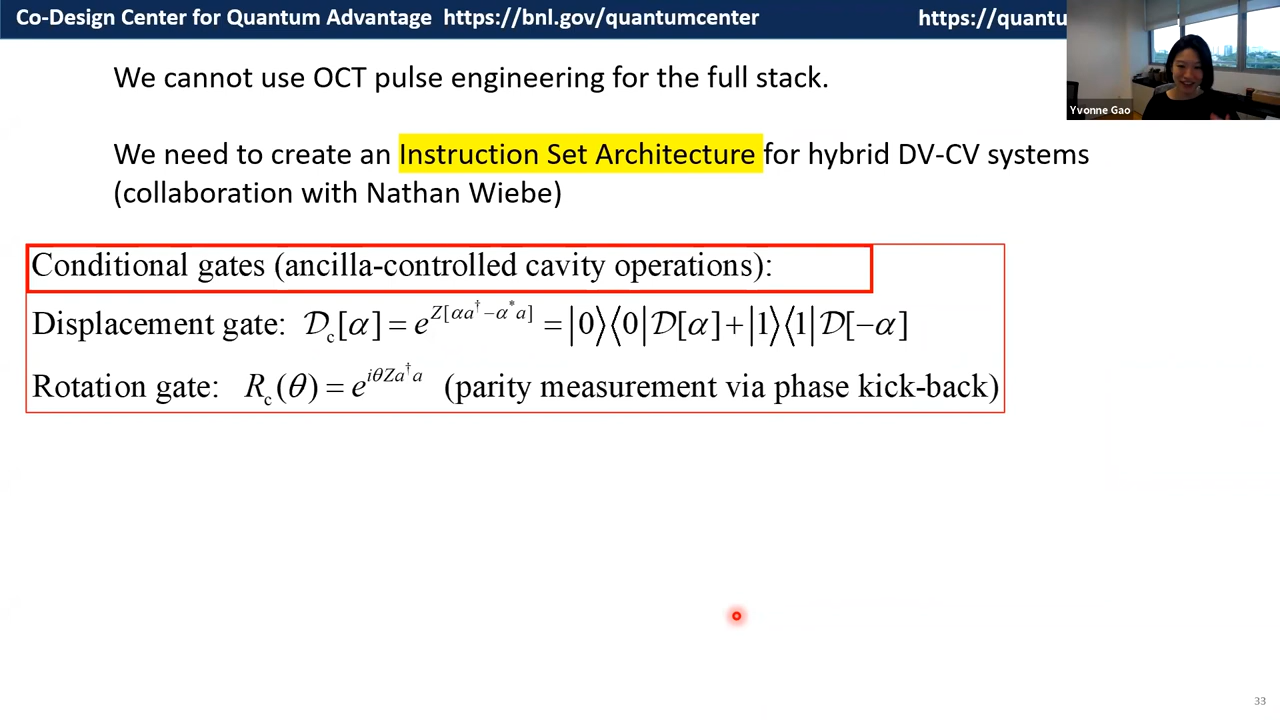 Co-Design Center for Quantum Advantage https://bnl.gov/quantumcenter https://quantu
Yvonne Gao
We cannot use OCT pulse engineering for the full stack.
We need to create an Instruction Set Architecture for hybrid DV-CV systems
(collaboration with Nathan Wiebe)
Conditional gates (ancilla-controlled cavity operations):
Displacement gate: 𝒟_c[α] = e^{Z[αa^† − α^*a]} = |0⟩⟨0|𝒟[α] + |1⟩⟨1|𝒟[−α]
Rotation gate: R_c(θ) = e^{iθZa^†a} (parity measurement via phase kick-back)
33